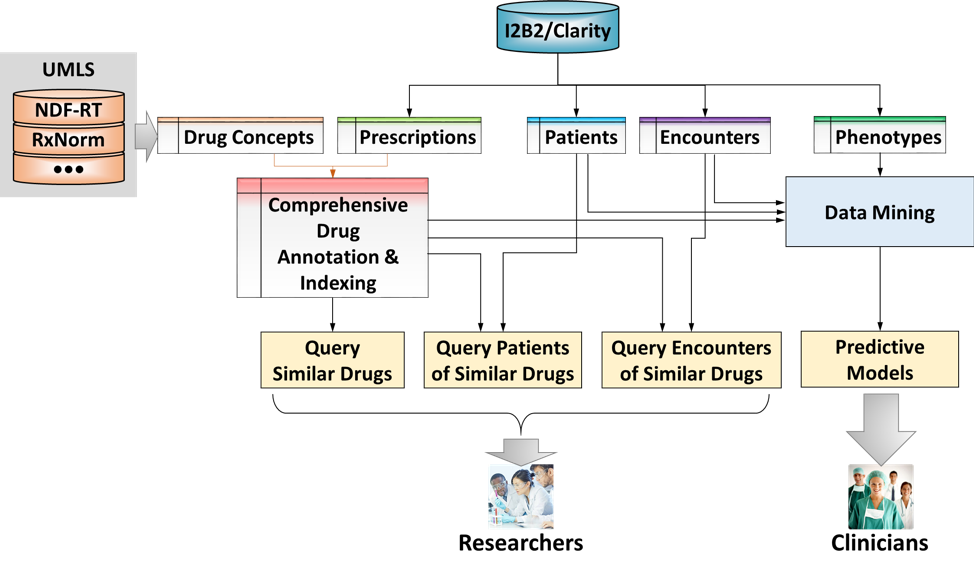 I2B2/Clarity
UMLS
NDF-RT
RxNorm
•••
Drug Concepts
Prescriptions
Patients
Encounters
Phenotypes
Comprehensive
Drug
Annotation &
Indexing
Data Mining
Query
Similar Drugs
Query Patients
of Similar Drugs
Query Encounters
of Similar Drugs
Predictive
Models
Researchers
Clinicians